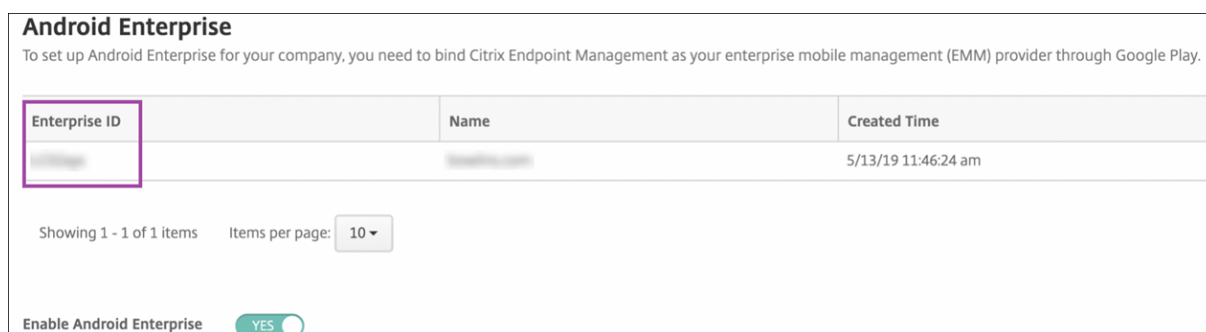 Android Enterprise
To set up Android Enterprise for your company, you need to bind Citrix Endpoint Management as your enterprise mobile management (EMM) provider through Google Play.
Enterprise ID Name Created Time
5/13/19 11:46:24 am
Showing 1 - 1 of 1 items Items per page: 10
Enable Android Enterprise YES